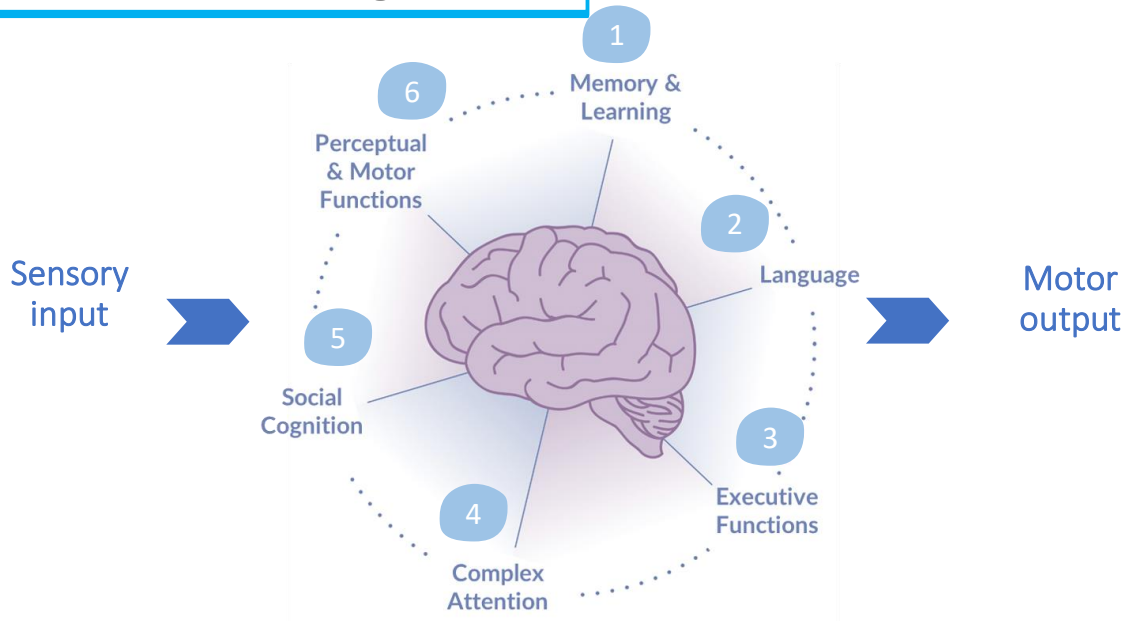 1
Memory &
Learning
6
Perceptual
& Motor
Functions
2
Language
Sensory
input
Motor
output
5
Social
Cognition
3
Executive
Functions
4
Complex
Attention